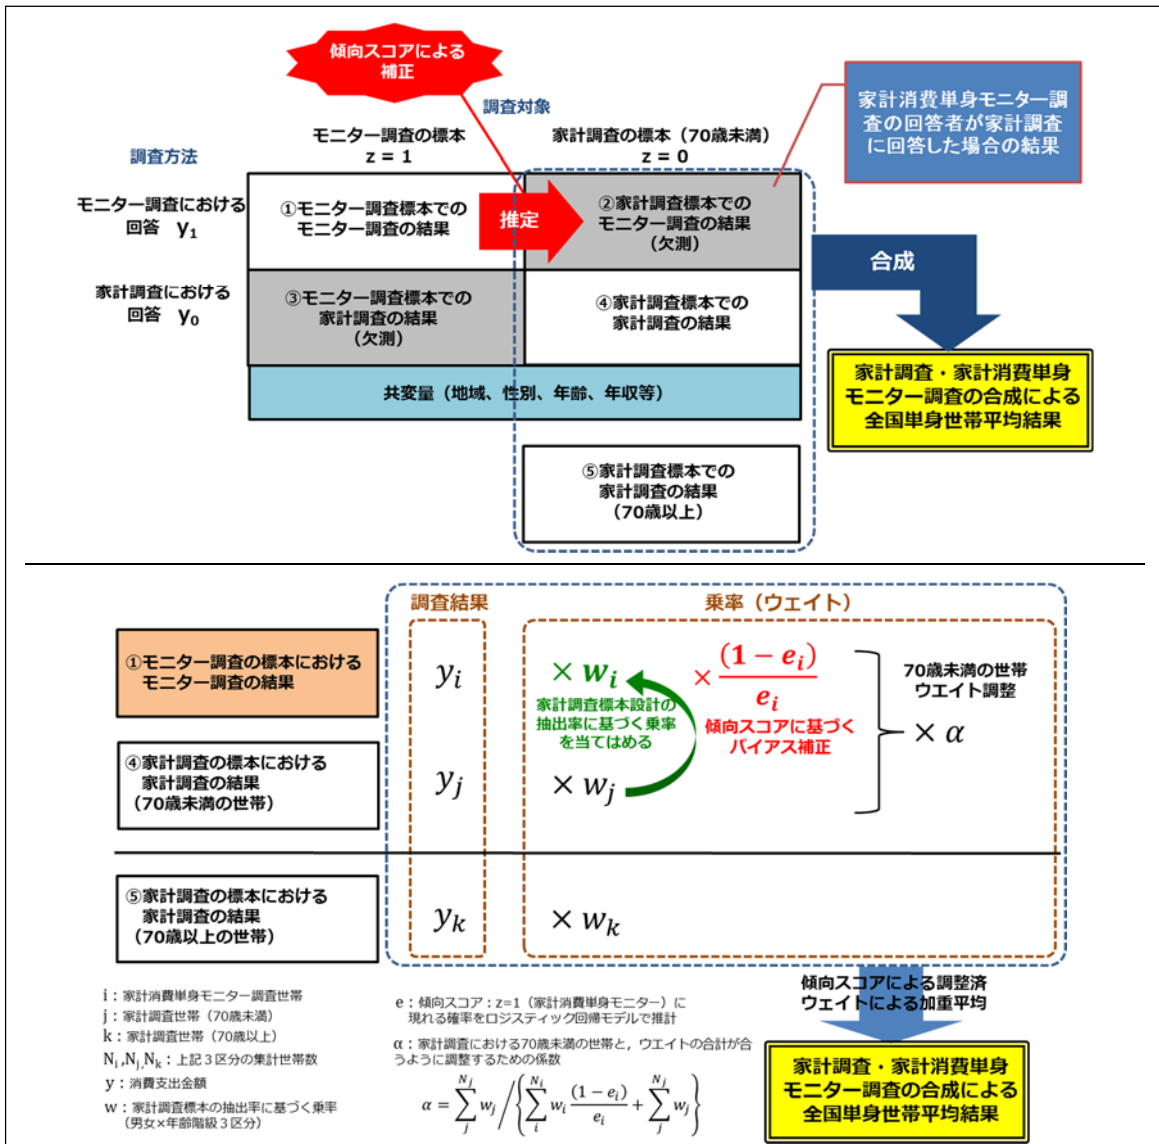 傾向スコアによる
補正
調査対象
家計消費単身モニター調
査の回答者が家計調査
に回答した場合の結果
調査方法
モニター調査の標本
z = 1
家計調査の標本（70歳未満）
z = 0
モニター調査における
回答 y₁
①モニター調査標本での
モニター調査の結果
推定
②家計調査標本での
モニター調査の結果
（欠測）
合成
家計調査における
回答 y₀
③モニター調査標本での
家計調査の結果
（欠測）
④家計調査標本での
家計調査の結果
共変量（地域、性別、年齢、年収等）
家計調査・家計消費単身
モニター調査の合成による
全国単身世帯平均結果
⑤家計調査標本での
家計調査の結果
（70歳以上）
調査結果
乗率（ウェイト）
①モニター調査の標本における
モニター調査の結果
yᵢ
× wᵢ
× (1 − eᵢ) / eᵢ
家計調査標本設計の
抽出率に基づく乗率
を当てはめる
傾向スコアに基づく
バイアス補正
70歳未満の世帯
ウエイト調整
× α
④家計調査の標本における
家計調査の結果
（70歳未満の世帯）
yⱼ
× wⱼ
⑤家計調査の標本における
家計調査の結果
（70歳以上の世帯）
yₖ
× wₖ
傾向スコアによる調整済
ウェイトによる加重平均
i：家計消費単身モニター調査世帯
j：家計調査世帯（70歳未満）
k：家計調査世帯（70歳以上）
Nᵢ,Nⱼ,Nₖ：上記３区分の集計世帯数
y：消費支出金額
w：家計調査標本の抽出率に基づく乗率
（男女×年齢階級３区分）
e：傾向スコア：z=1（家計消費単身モニター）に
現れる確率をロジスティック回帰モデルで推計
α：家計調査における70歳未満の世帯と，ウエイトの合計が合
うように調整するための係数
α = ∑ⱼ^Nⱼ wⱼ / { ∑ᵢ^Nᵢ wᵢ (1 − eᵢ)/eᵢ + ∑ⱼ^Nⱼ wⱼ }
家計調査・家計消費単身
モニター調査の合成による
全国単身世帯平均結果